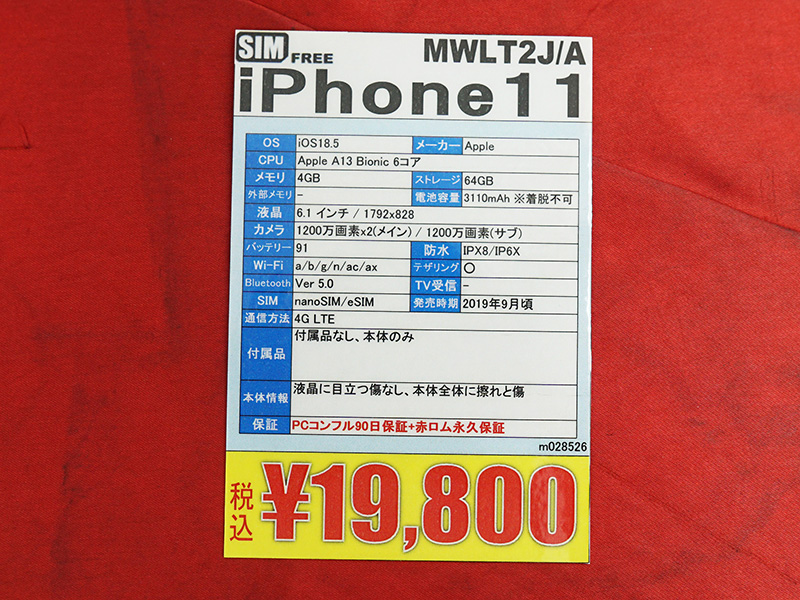 SIM FREE MWLT2J/A
iPhone11
OS iOS18.5 メーカー Apple
CPU Apple A13 Bionic 6コア
メモリ 4GB ストレージ 64GB
外部メモリ - 電池容量 3110mAh ※着脱不可
液晶 6.1 インチ / 1792x828
カメラ 1200万画素x2(メイン) / 1200万画素(サブ)
バッテリー 91 防水 IPX8/IP6X
Wi-Fi a/b/g/n/ac/ax テザリング 〇
Bluetooth Ver 5.0 TV受信 -
SIM nanoSIM/eSIM 発売時期 2019年9月頃
通信方法 4G LTE
付属品 付属品なし、本体のみ
本体情報 液晶に目立つ傷なし、本体全体に擦れと傷
保証 PCコンフル90日保証+赤ロム永久保証
m028526
税込 ¥19,800